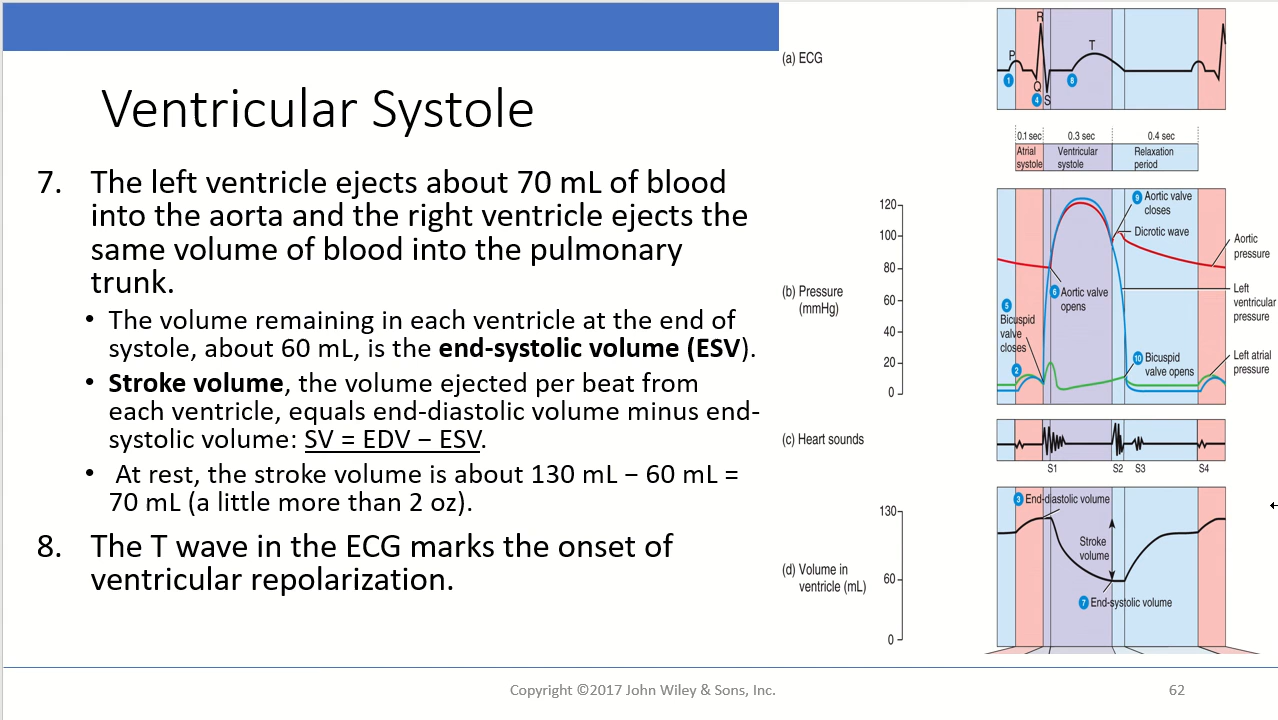 Ventricular Systole
7. The left ventricle ejects about 70 mL of blood
into the aorta and the right ventricle ejects the
same volume of blood into the pulmonary
trunk.
• The volume remaining in each ventricle at the end of
systole, about 60 mL, is the end-systolic volume (ESV).
• Stroke volume, the volume ejected per beat from
each ventricle, equals end-diastolic volume minus end-
systolic volume: SV = EDV − ESV.
• At rest, the stroke volume is about 130 mL − 60 mL =
70 mL (a little more than 2 oz).
8. The T wave in the ECG marks the onset of
ventricular repolarization.
(a) ECG
R
P
T
1
Q
8
4
S
0.1 sec
0.3 sec
0.4 sec
Atrial
systole
Ventricular
systole
Relaxation
period
(b) Pressure
(mmHg)
120
100
80
60
40
20
0
9 Aortic valve
closes
Dicrotic wave
Aortic
pressure
6 Aortic valve
opens
Left
ventricular
pressure
5
Bicuspid
valve
closes
2
10 Bicuspid
valve opens
Left atrial
pressure
(c) Heart sounds
S1
S2
S3
S4
(d) Volume in
ventricle (mL)
130
60
0
3 End-diastolic volume
Stroke
volume
7 End-systolic volume
Copyright ©2017 John Wiley & Sons, Inc.
62